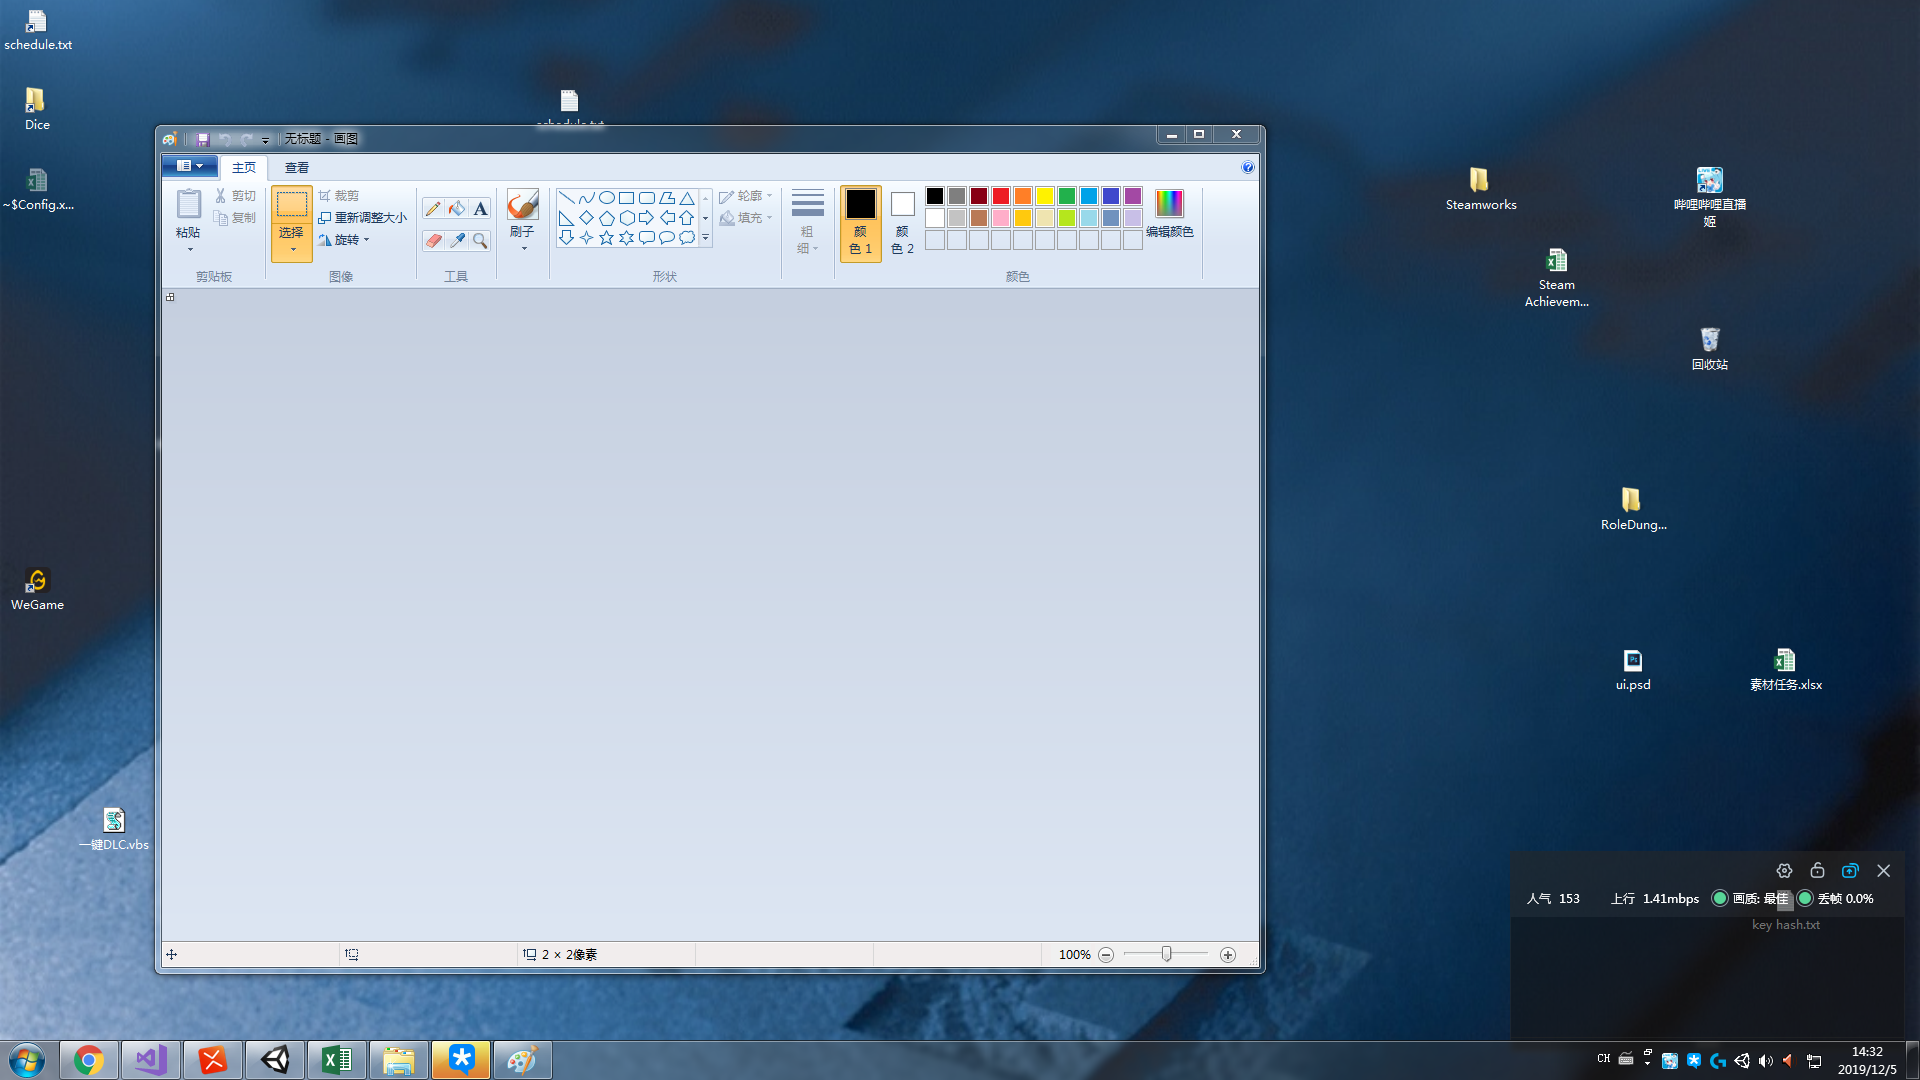 schedule.txt
Dice
~$Config.x...
WeGame
一键DLC.vbs
schedule.txt
无标题 - 画图
主页
查看
粘贴
剪切
复制
剪贴板
选择
裁剪
重新调整大小
旋转
图像
A
工具
刷子
轮廓
填充
形状
粗
细
颜
色 1
颜
色 2
编辑颜色
颜色
2 × 2像素
100%
Steamworks
哔哩哔哩直播
姬
Steam
Achievem...
回收站
RoleDung...
Ps
ui.psd
素材任务.xlsx
人气 153
上行 1.41mbps
画质: 最佳
丢帧 0.0%
key hash.txt
CH
14:32
2019/12/5